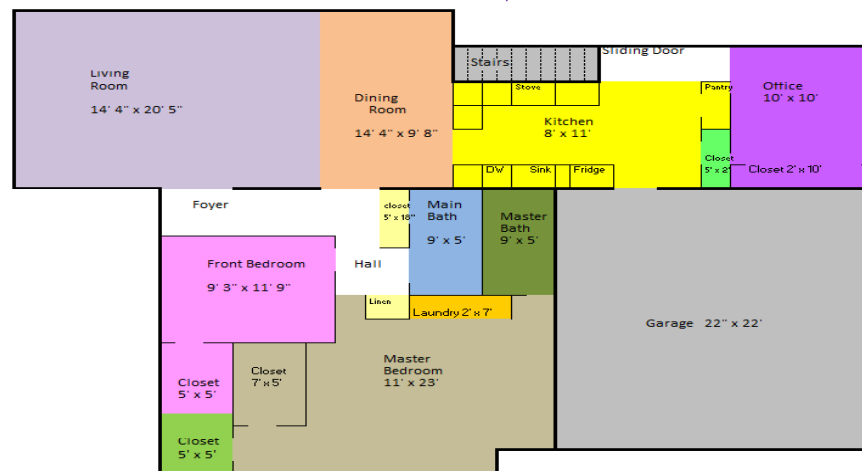 Sliding Door
Stairs
Living
Room
14' 4" x 20' 5"
Dining
Room
14' 4" x 9' 8"
Stove
Pantry
Office
10' x 10'
Kitchen
8' x 11'
DW
Sink
Fridge
Closet
5' x 2'
Closet 2' x 10'
Foyer
closet
5' x 18"
Main
Bath
9' x 5'
Master
Bath
9' x 5'
Front Bedroom
9' 3" x 11' 9"
Hall
Linen
Laundry 2' x 7'
Garage 22" x 22'
Closet
5' x 5'
Closet
7' x 5'
Master
Bedroom
11' x 23'
Closet
5' x 5'